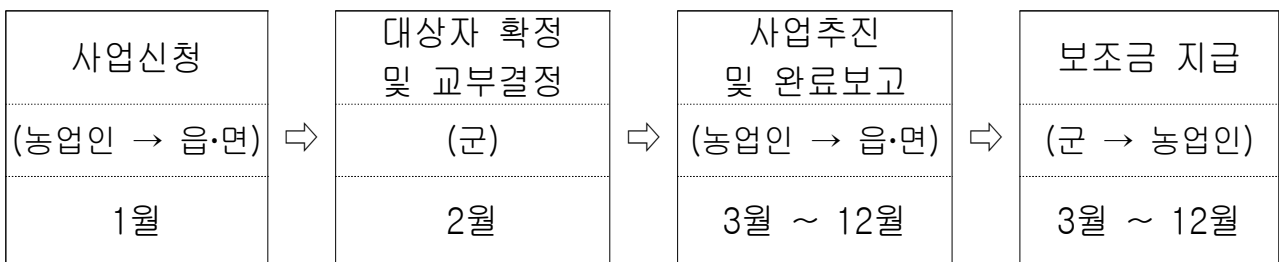 사업신청
(농업인 → 읍·면)
1월
⇨
대상자 확정
및 교부결정
(군)
2월
⇨
사업추진
및 완료보고
(농업인 → 읍·면)
3월 ~ 12월
⇨
보조금 지급
(군 → 농업인)
3월 ~ 12월